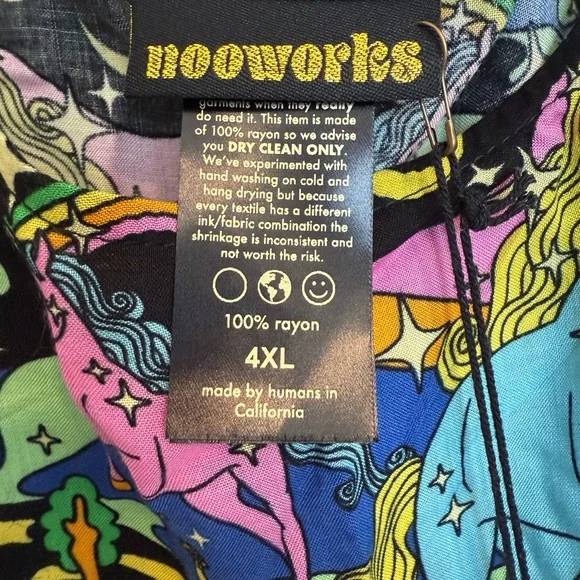 nooworks
garments when they really
do need it. This item is made
of 100% rayon so we advise
you DRY CLEAN ONLY.
We've experimented with
hand washing on cold and
hang drying but because
every textile has a different
ink/fabric combination the
shrinkage is inconsistent and
not worth the risk.
100% rayon
4XL
made by humans in
California